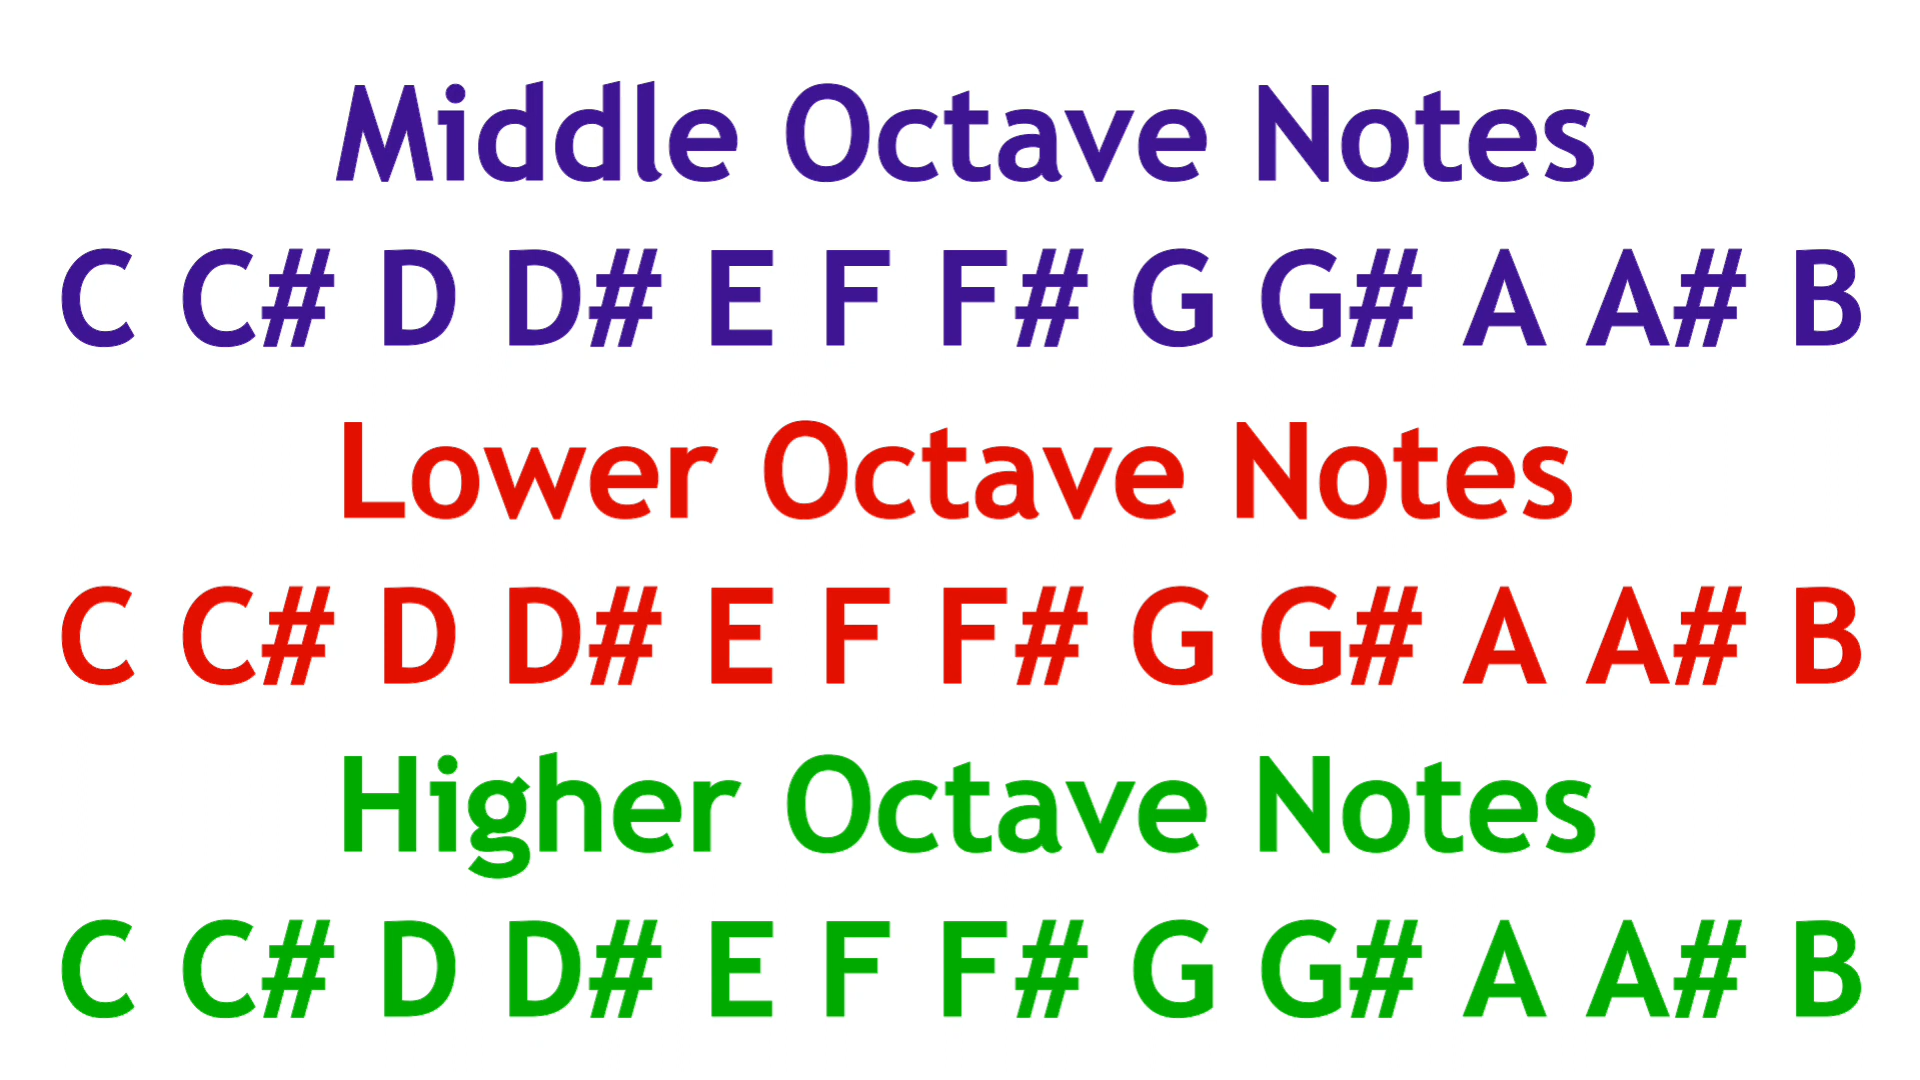 Middle Octave Notes
C C# D D# E F F# G G# A A# B
Lower Octave Notes
C C# D D# E F F# G G# A A# B
Higher Octave Notes
C C# D D# E F F# G G# A A# B